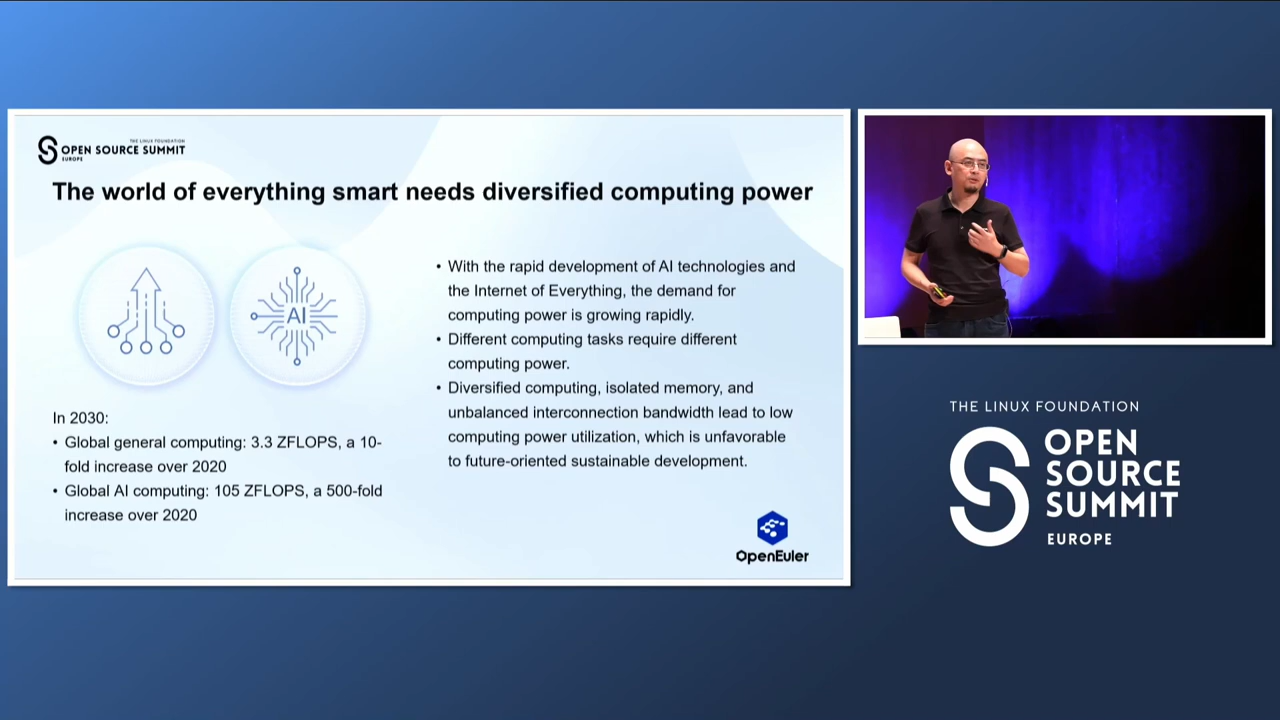 THE LINUX FOUNDATION
OPEN SOURCE SUMMIT
EUROPE
The world of everything smart needs diversified computing power
AI
In 2030:
• Global general computing: 3.3 ZFLOPS, a 10-
fold increase over 2020
• Global AI computing: 105 ZFLOPS, a 500-fold
increase over 2020
• With the rapid development of AI technologies and
the Internet of Everything, the demand for
computing power is growing rapidly.
• Different computing tasks require different
computing power.
• Diversified computing, isolated memory, and
unbalanced interconnection bandwidth lead to low
computing power utilization, which is unfavorable
to future-oriented sustainable development.
OpenEuler
THE LINUX FOUNDATION
OPEN
SOURCE
SUMMIT
EUROPE